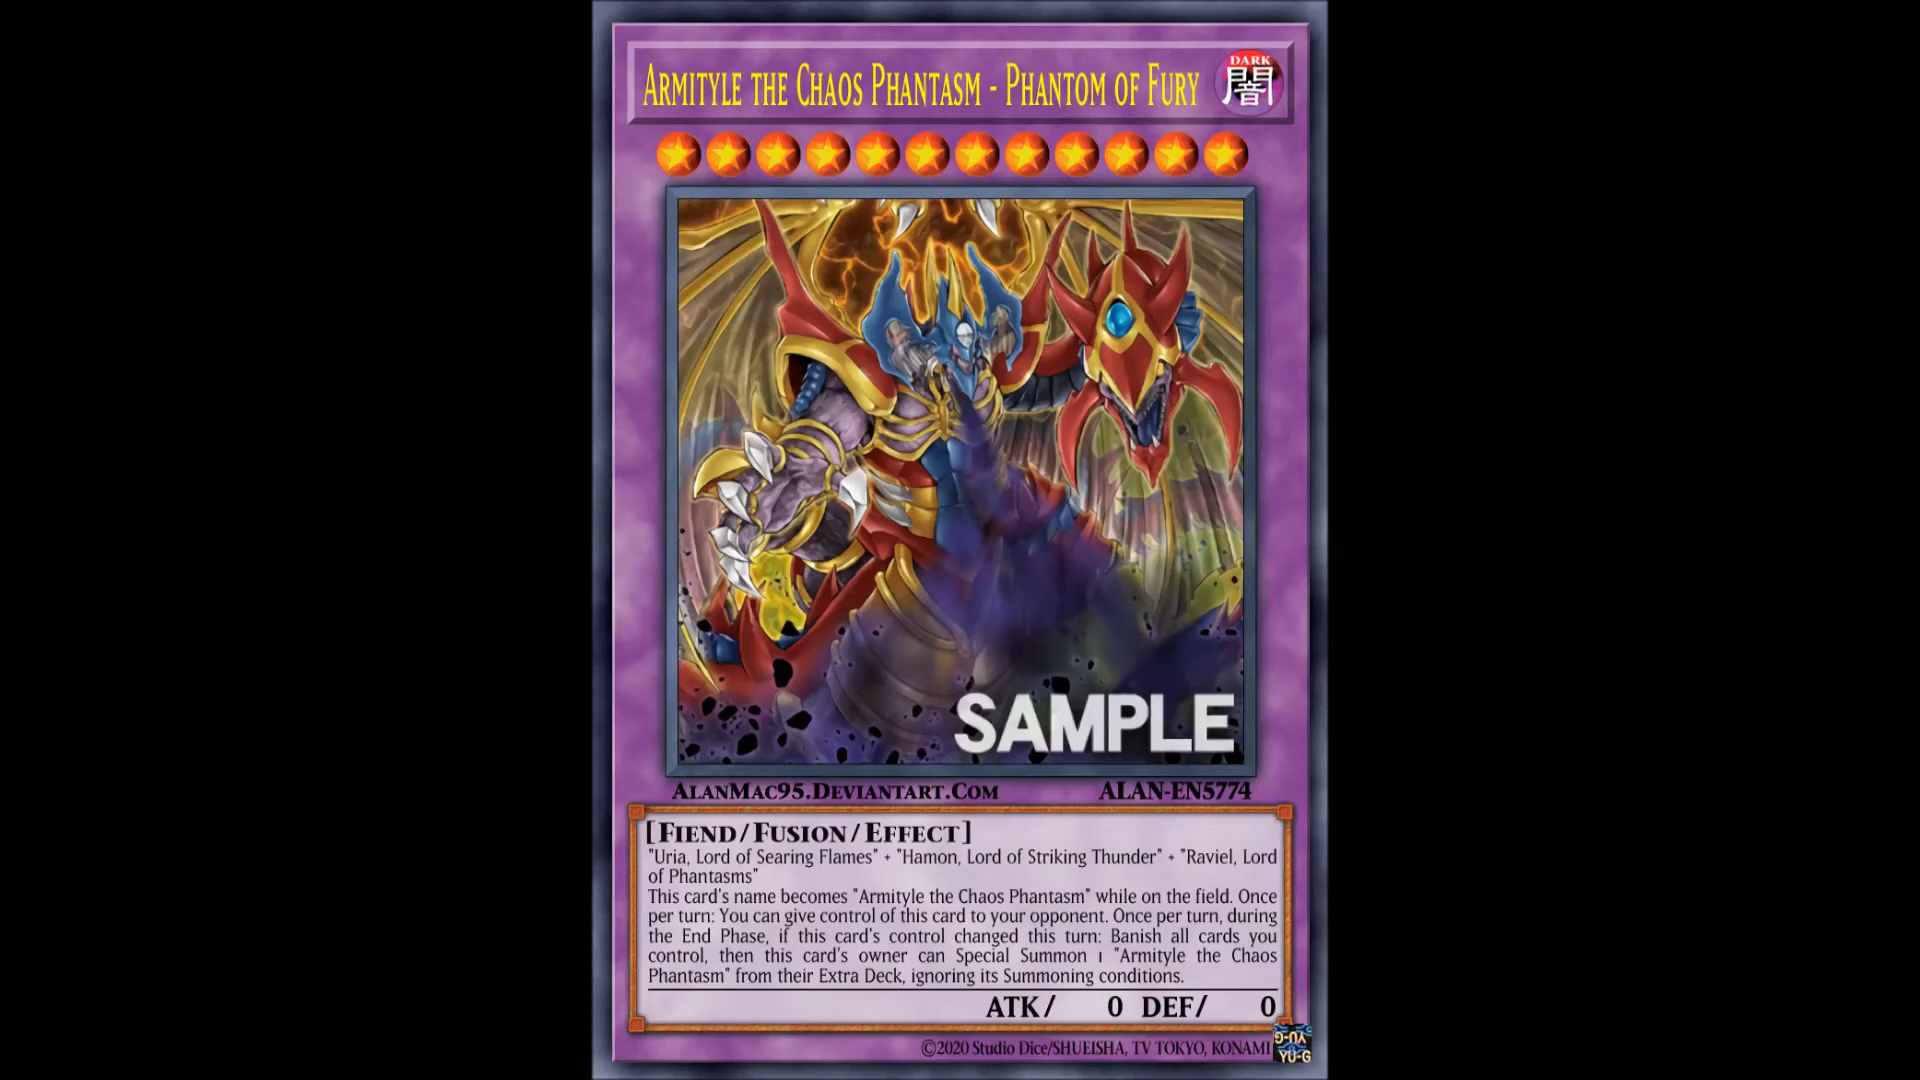 ARMITYLE THE CHAOS PHANTASM - PHANTOM OF FURY
DARK
闇
SAMPLE
ALANMAC95.DEVIANTART.COM ALAN-EN5774
[FIEND/FUSION/EFFECT]
"Uria, Lord of Searing Flames" + "Hamon, Lord of Striking Thunder" + "Raviel, Lord
of Phantasms"
This card's name becomes "Armityle the Chaos Phantasm" while on the field. Once
per turn: You can give control of this card to your opponent. Once per turn, during
the End Phase, if this card's control changed this turn: Banish all cards you
control, then this card's owner can Special Summon 1 "Armityle the Chaos
Phantasm" from their Extra Deck, ignoring its Summoning conditions.
ATK/ 0 DEF/ 0
©2020 Studio Dice/SHUEISHA, TV TOKYO, KONAMI
YU-G
YU-G